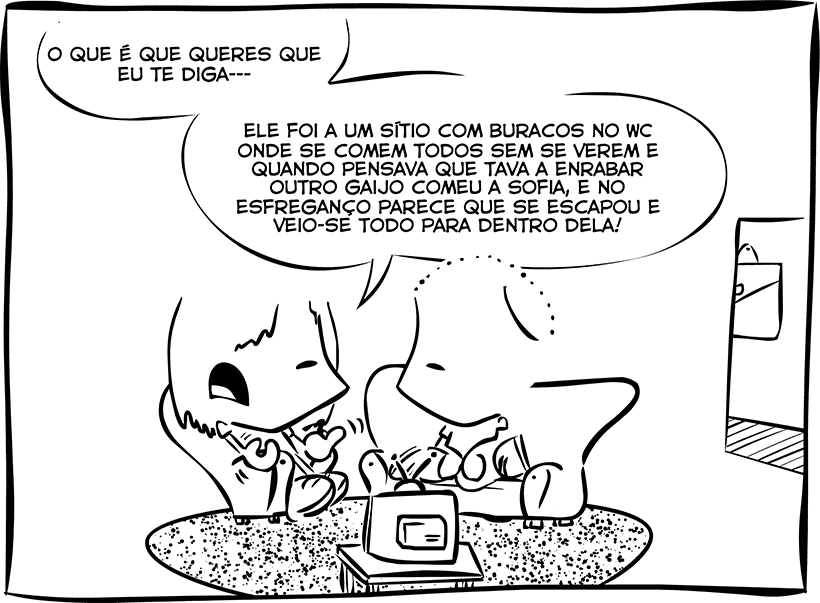 O QUE É QUE QUERES QUE
EU TE DIGA---
ELE FOI A UM SÍTIO COM BURACOS NO WC
ONDE SE COMEM TODOS SEM SE VEREM E
QUANDO PENSAVA QUE TAVA A ENRABAR
OUTRO GAIJO COMEU A SOFIA, E NO
ESFREGANÇO PARECE QUE SE ESCAPOU E
VEIO-SE TODO PARA DENTRO DELA!